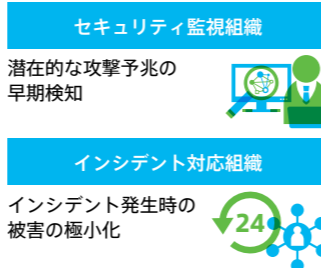 セキュリティ監視組織
潜在的な攻撃予兆の
早期検知
インシデント対応組織
インシデント発生時の
被害の極小化
24